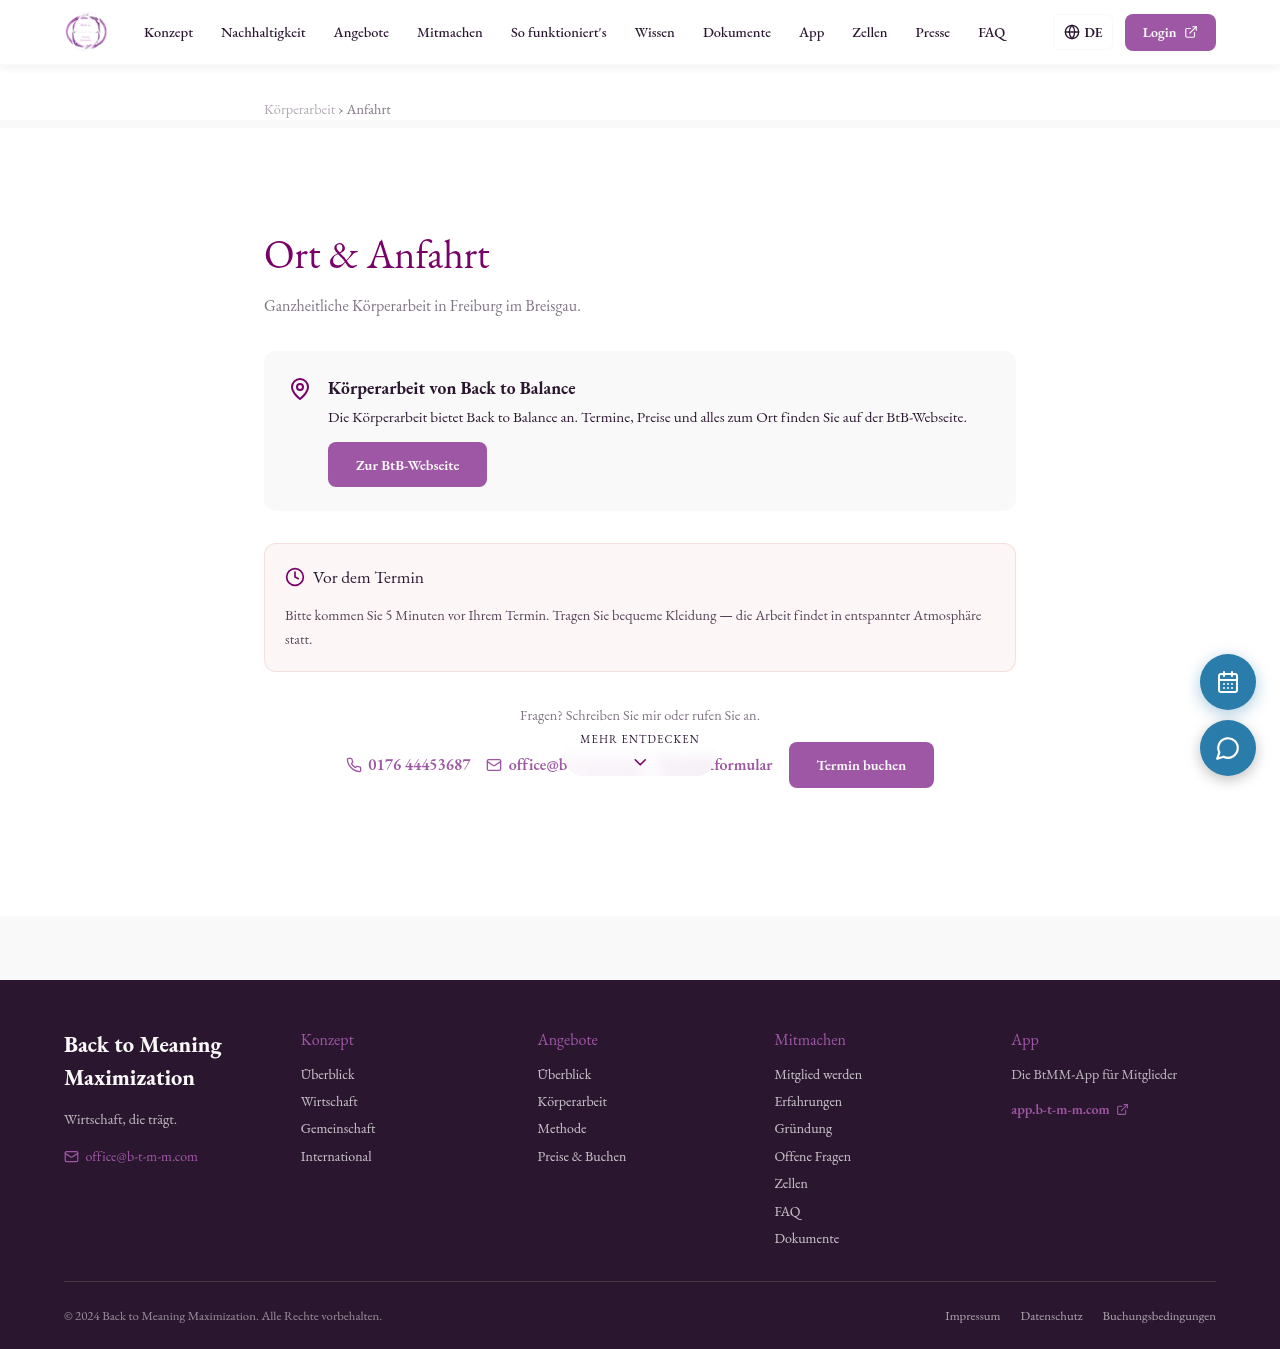 Konzept Nachhaltigkeit Angebote Mitmachen So funktioniert's Wissen Dokumente App Zellen Presse FAQ DE Login
Körperarbeit › Anfahrt
Ort & Anfahrt
Ganzheitliche Körperarbeit in Freiburg im Breisgau.
Körperarbeit von Back to Balance
Die Körperarbeit bietet Back to Balance an. Termine, Preise und alles zum Ort finden Sie auf der BtB-Webseite.
Zur BtB-Webseite
Vor dem Termin
Bitte kommen Sie 5 Minuten vor Ihrem Termin. Tragen Sie bequeme Kleidung — die Arbeit findet in entspannter Atmosphäre
statt.
Fragen? Schreiben Sie mir oder rufen Sie an.
MEHR ENTDECKEN
0176 44453687 office@b formular Termin buchen
Back to Meaning
Maximization
Wirtschaft, die trägt.
office@b-t-m-m.com
Konzept
Überblick
Wirtschaft
Gemeinschaft
International
Angebote
Überblick
Körperarbeit
Methode
Preise & Buchen
Mitmachen
Mitglied werden
Erfahrungen
Gründung
Offene Fragen
Zellen
FAQ
Dokumente
App
Die BtMM-App für Mitglieder
app.b-t-m-m.com
© 2024 Back to Meaning Maximization. Alle Rechte vorbehalten.
Impressum Datenschutz Buchungsbedingungen